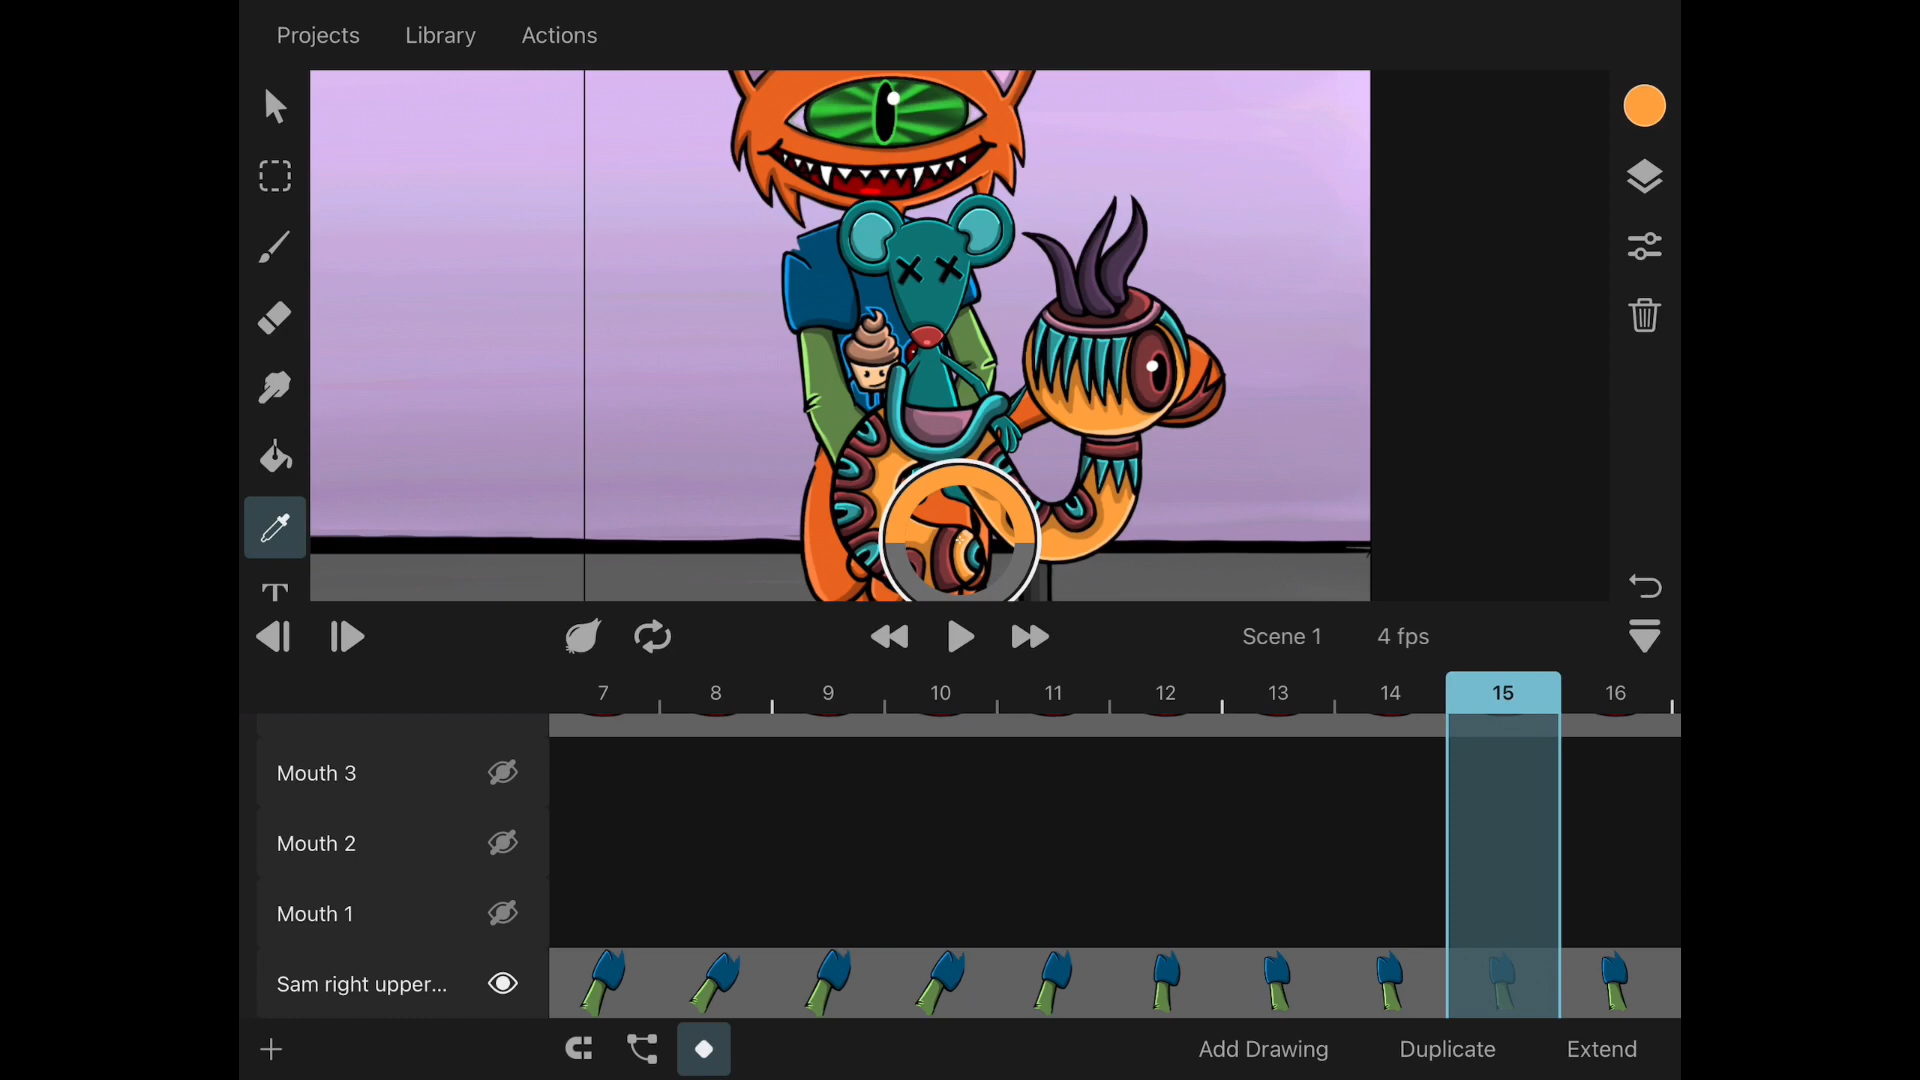 Projects Library Actions
Scene 1 4 fps
7 8 9 10 11 12 13 14 15 16
Mouth 3
Mouth 2
Mouth 1
Sam right upper...
Add Drawing Duplicate Extend